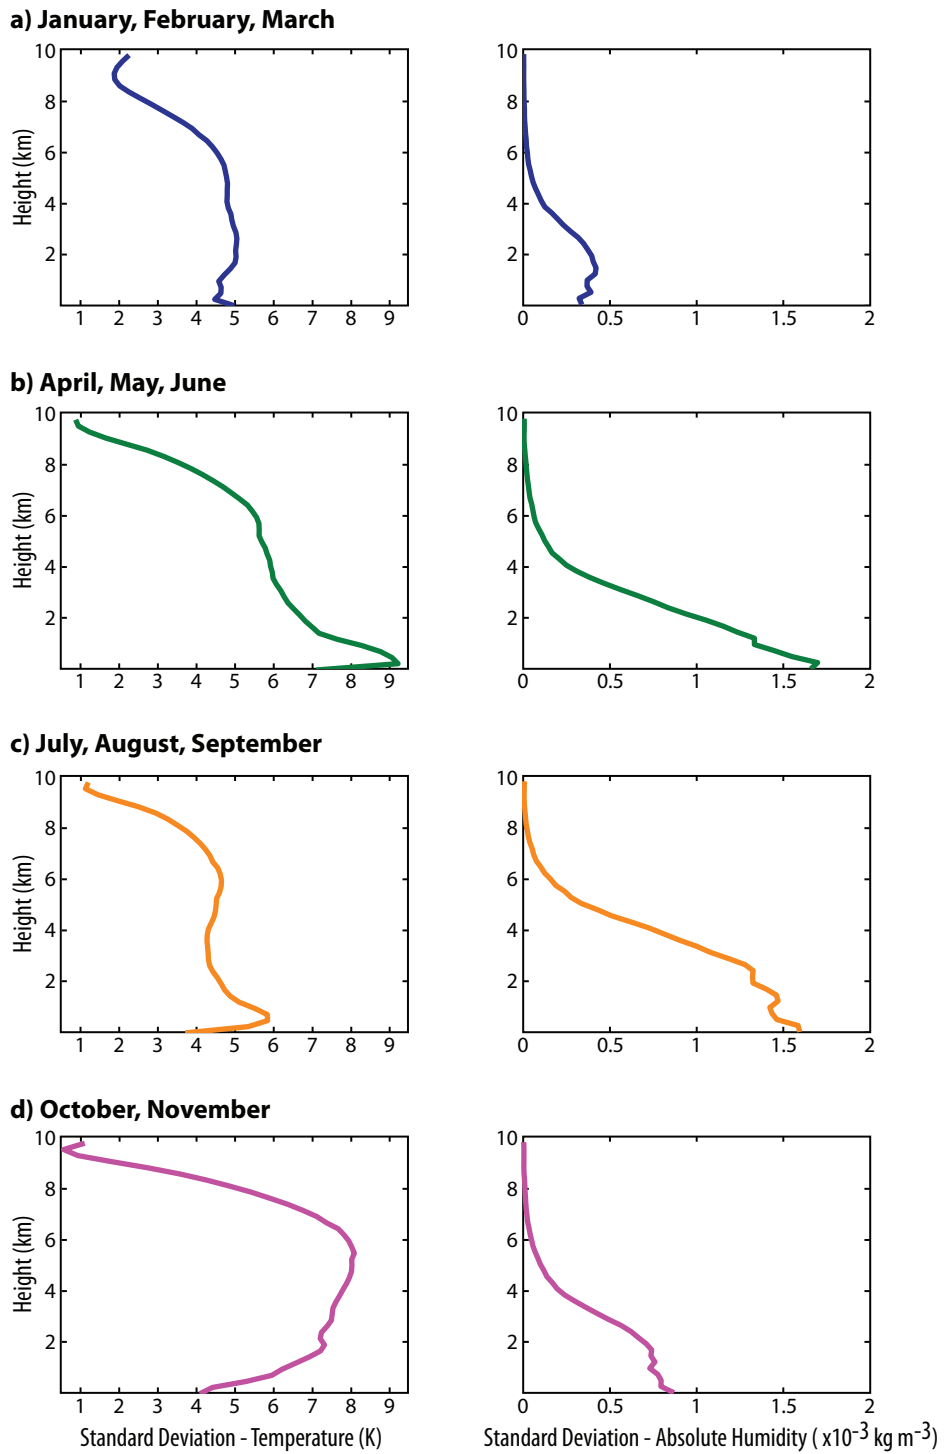 a) January, February, March
10
8
6
4
2
Height (km)
1 2 3 4 5 6 7 8 9
0 0.5 1 1.5 2
10
8
6
4
2
b) April, May, June
10
8
6
4
2
Height (km)
1 2 3 4 5 6 7 8 9
10
8
6
4
2
0 0.5 1 1.5 2
c) July, August, September
10
8
6
4
2
Height (km)
1 2 3 4 5 6 7 8 9
10
8
6
4
2
0 0.5 1 1.5 2
d) October, November
10
8
6
4
2
Height (km)
1 2 3 4 5 6 7 8 9
Standard Deviation - Temperature (K)
10
8
6
4
2
0 0.5 1 1.5 2
Standard Deviation - Absolute Humidity ( x10⁻³ kg m⁻³)